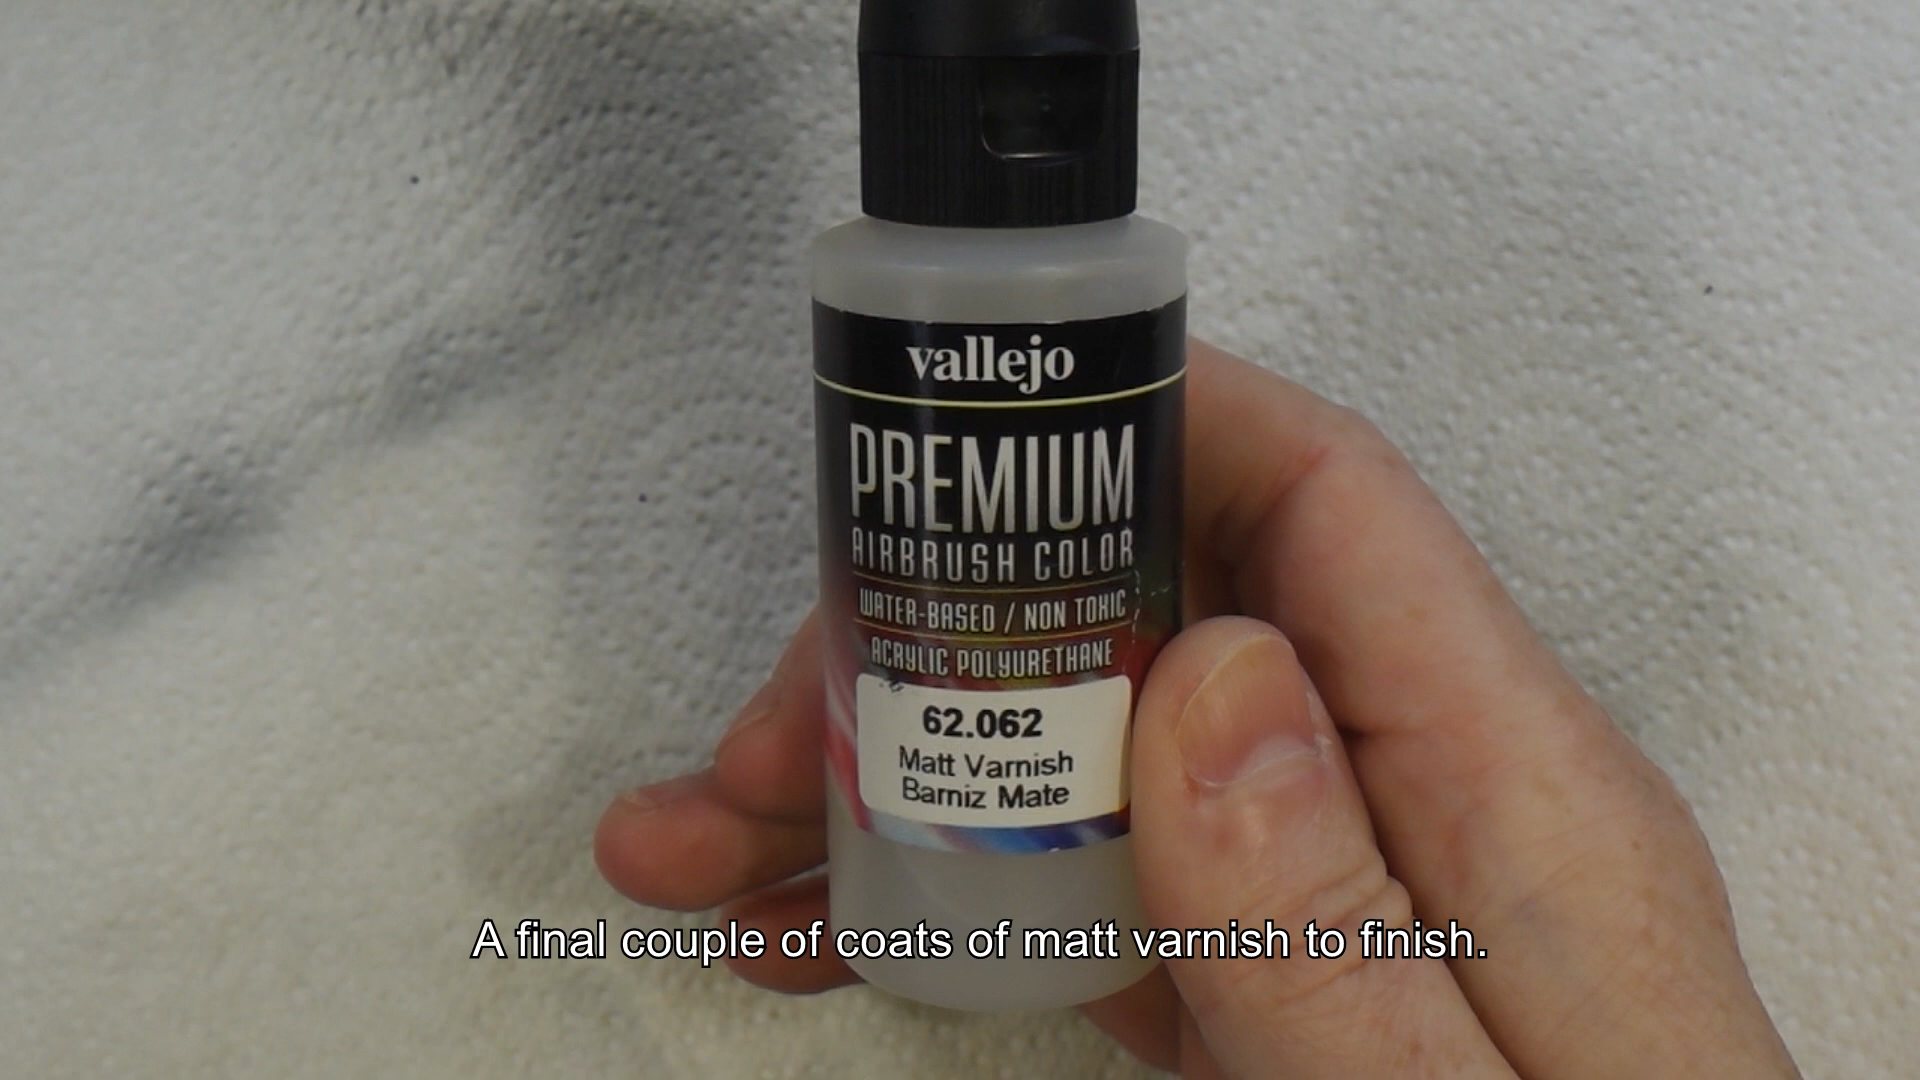 vallejo
PREMIUM
AIRBRUSH COLOR
WATER-BASED / NON TOXIC
ACRYLIC POLYURETHANE
62.062
Matt Varnish
Barniz Mate
A final couple of coats of matt varnish to finish.